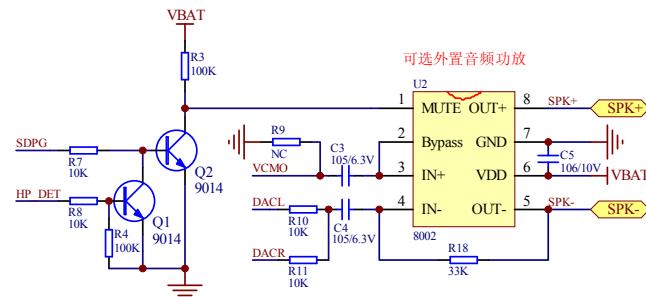 VBAT
R3
100K
可选外置音频功放
U2
1
MUTE
OUT+
8
SPK+
SPK+
R9
NC
2
Bypass
GND
7
SDPG
R7
10K
Q2
9014
VCMO
C3
105/6.3V
3
IN+
VDD
6
C5
106/10V
VBAT
HP_DET
R8
10K
Q1
9014
R4
100K
DACL
R10
10K
C4
105/6.3V
4
IN-
OUT-
5
SPK-
SPK-
8002
R18
33K
DACR
R11
10K